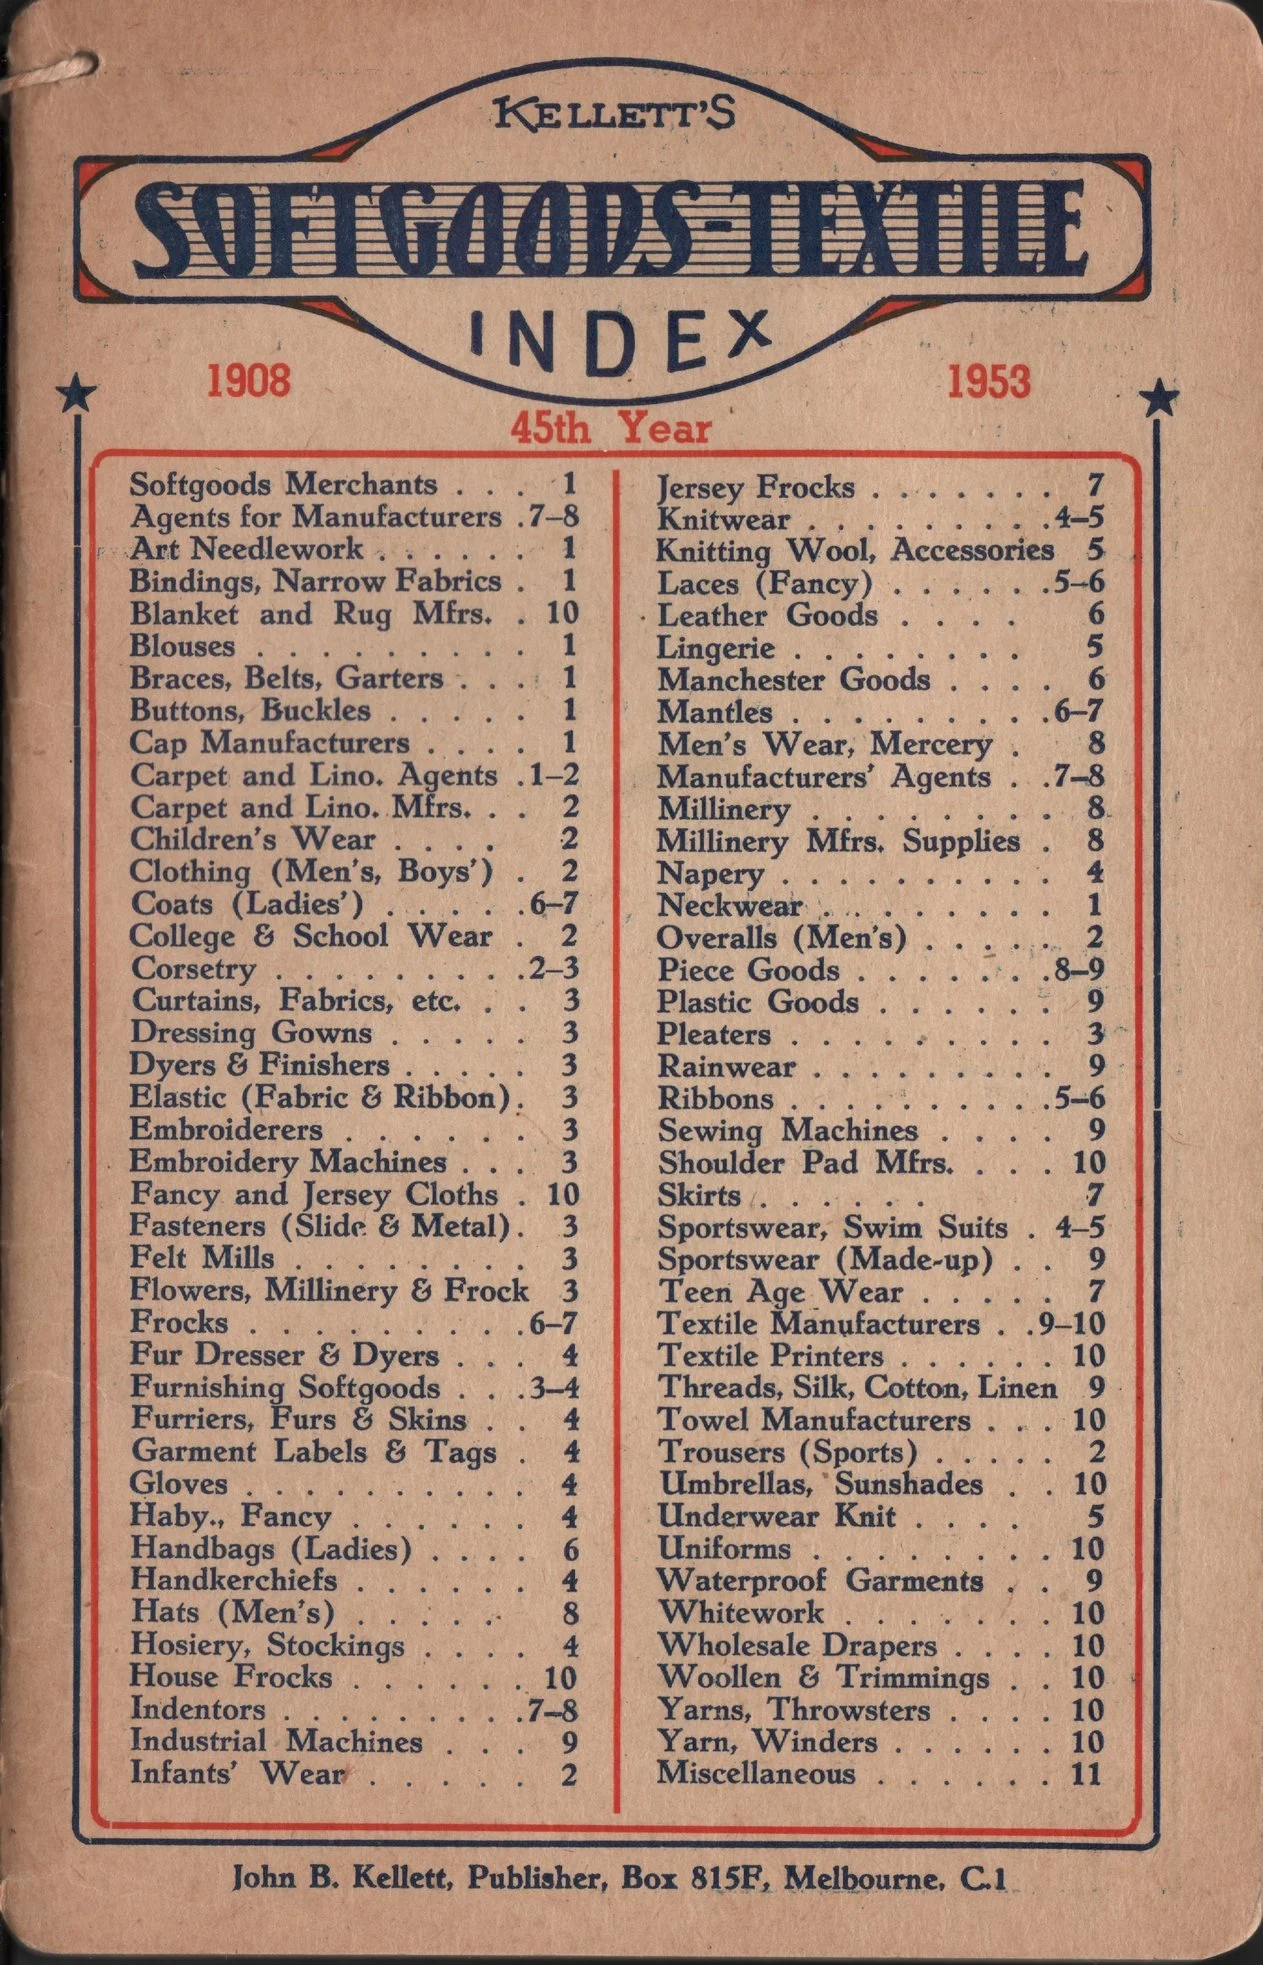 KELLETT'S
SOFTGOODS-TEXTILE
INDEX
1908 1953
45th Year
Softgoods Merchants . . . 1
Agents for Manufacturers . 7–8
Art Needlework . . . . . . 1
Bindings, Narrow Fabrics . 1
Blanket and Rug Mfrs. . 10
Blouses . . . . . . . . . 1
Braces, Belts, Garters . . . 1
Buttons, Buckles . . . . . 1
Cap Manufacturers . . . . 1
Carpet and Lino. Agents . 1–2
Carpet and Lino. Mfrs. . . 2
Children's Wear . . . . 2
Clothing (Men's, Boys') . 2
Coats (Ladies') . . . . . . 6–7
College & School Wear . 2
Corsetry . . . . . . . . . . 2–3
Curtains, Fabrics, etc. . . 3
Dressing Gowns . . . . . 3
Dyers & Finishers . . . . . 3
Elastic (Fabric & Ribbon) . 3
Embroiderers . . . . . . 3
Embroidery Machines . . . 3
Fancy and Jersey Cloths . 10
Fasteners (Slide & Metal) . 3
Felt Mills . . . . . . . . 3
Flowers, Millinery & Frock 3
Frocks . . . . . . . . . . 6–7
Fur Dresser & Dyers . . . 4
Furnishing Softgoods . . . 3–4
Furriers, Furs & Skins . . 4
Garment Labels & Tags . 4
Gloves . . . . . . . . . . 4
Haby., Fancy . . . . . . 4
Handbags (Ladies) . . . . 6
Handkerchiefs . . . . . . 4
Hats (Men's) . . . . . 8
Hosiery, Stockings . . . . 4
House Frocks . . . . . . 10
Indentors . . . . . . . . . . 7–8
Industrial Machines . . . 9
Infants' Wear . . . . . 2
Jersey Frocks . . . . . . . 7
Knitwear . . . . . . . . . . 4–5
Knitting Wool, Accessories 5
Laces (Fancy) . . . . . . 5–6
Leather Goods . . . . 6
Lingerie . . . . . . . . 5
Manchester Goods . . . . 6
Mantles . . . . . . . . . . 6–7
Men's Wear, Mercery . 8
Manufacturers' Agents . . 7–8
Millinery . . . . . . . . . 8
Millinery Mfrs. Supplies . 8
Napery . . . . . . . . . . 4
Neckwear . . . . . . . . . 1
Overalls (Men's) . . . . . 2
Piece Goods . . . . . . . 8–9
Plastic Goods . . . . . . 9
Pleaters . . . . . . . . . 3
Rainwear . . . . . . . . . 9
Ribbons . . . . . . . . . . 5–6
Sewing Machines . . . . 9
Shoulder Pad Mfrs. . . . 10
Skirts . . . . . . 7
Sportswear, Swim Suits . 4–5
Sportswear (Made-up) . . 9
Teen Age Wear . . . . . 7
Textile Manufacturers . . 9–10
Textile Printers . . . . . . 10
Threads, Silk, Cotton, Linen 9
Towel Manufacturers . . . 10
Trousers (Sports) . . . . . 2
Umbrellas, Sunshades . . 10
Underwear Knit . . . . 5
Uniforms . . . . . . . . . 10
Waterproof Garments . . 9
Whitework . . . . . . . 10
Wholesale Drapers . . . . 10
Woollen & Trimmings . . 10
Yarns, Throwsters . . . . 10
Yarn, Winders . . . . . . 10
Miscellaneous . . . . . . 11
John B. Kellett, Publisher, Box 815F, Melbourne, C.1